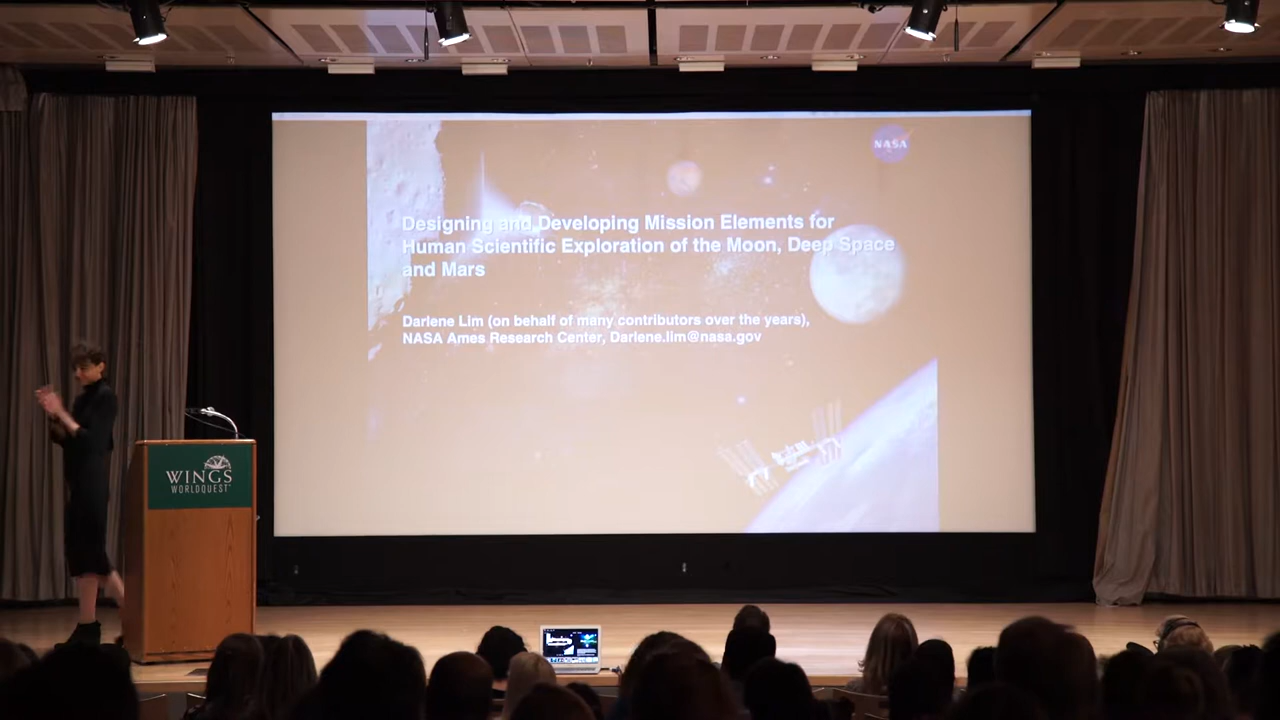 NASA
Designing and Developing Mission Elements for
Human Scientific Exploration of the Moon, Deep Space
and Mars
Darlene Lim (on behalf of many contributors over the years),
NASA Ames Research Center, Darlene.lim@nasa.gov
WINGS
WORLDQUEST